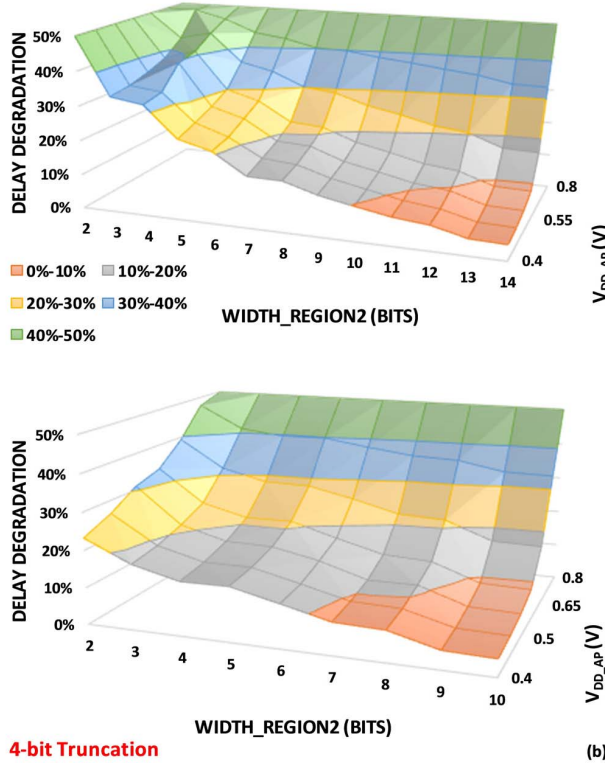 50%
40%
30%
20%
10%
0%
DELAY DEGRADATION
2 3 4 5 6 7 8 9 10 11 12 13 14
0.8
0.55
0.4
V_DD_AP(V)
0%-10% 10%-20%
20%-30% 30%-40%
40%-50%
WIDTH_REGION2 (BITS)
50%
40%
30%
20%
10%
0%
DELAY DEGRADATION
2 3 4 5 6 7 8 9 10
0.8
0.65
0.5
0.4
V_DD_AP(V)
WIDTH_REGION2 (BITS)
4-bit Truncation (b)